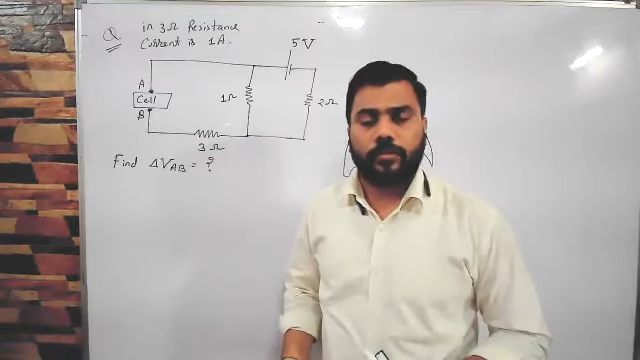 Q in 3Ω Resistance
Current is 1A.
5V
A
Cell
B
1Ω
2Ω
3Ω
Find ΔV_AB = ?